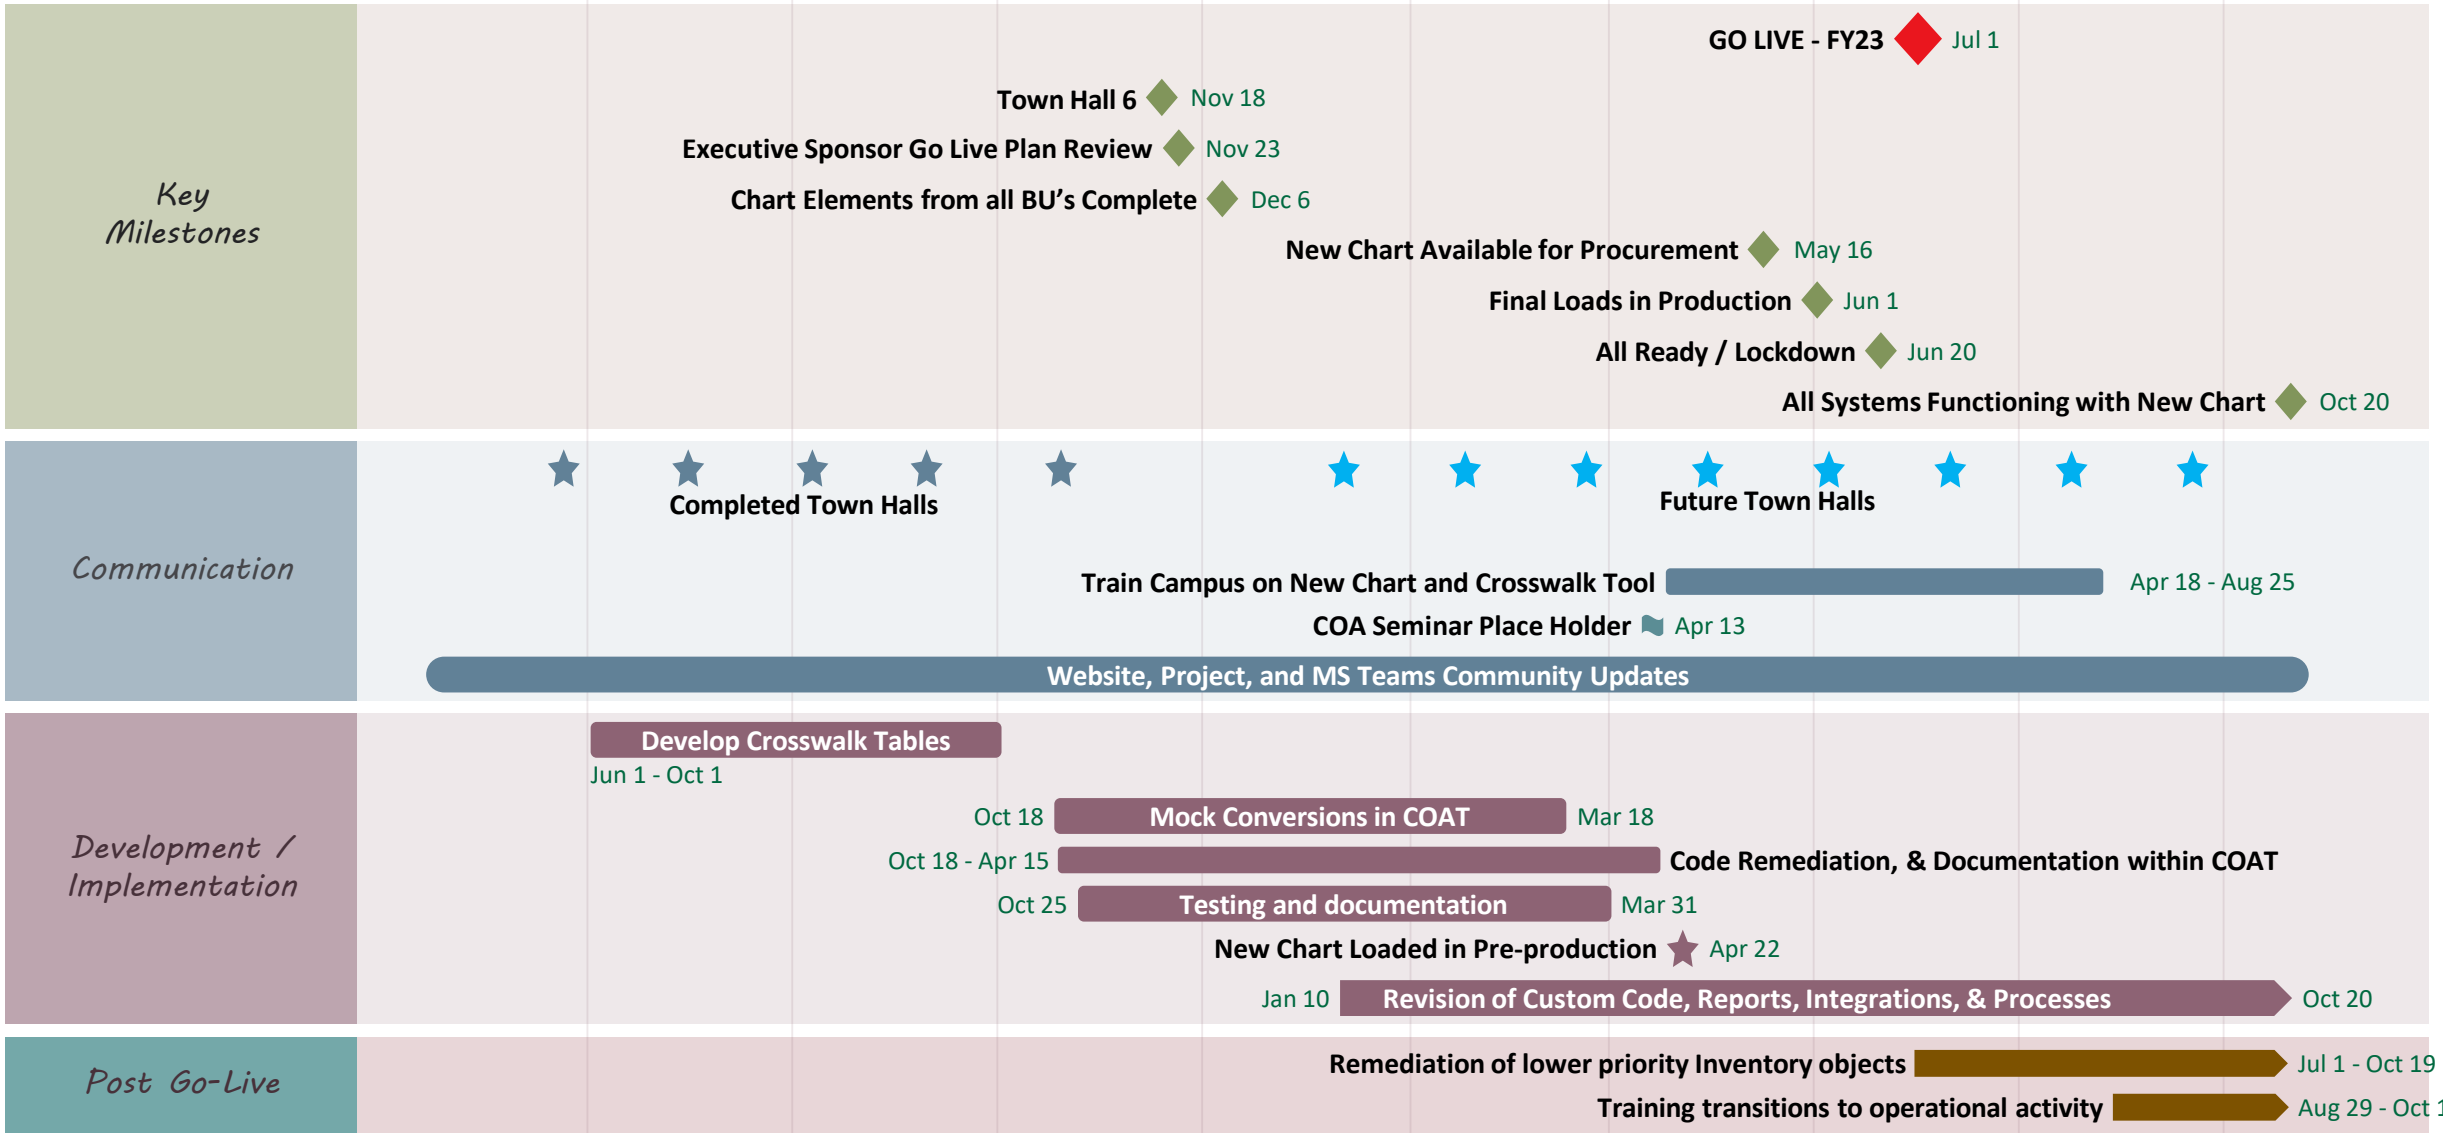 Key
Milestones
GO LIVE - FY23 Jul 1
Town Hall 6 Nov 18
Executive Sponsor Go Live Plan Review Nov 23
Chart Elements from all BU’s Complete Dec 6
New Chart Available for Procurement May 16
Final Loads in Production Jun 1
All Ready / Lockdown Jun 20
All Systems Functioning with New Chart Oct 20
Communication
Completed Town Halls
Future Town Halls
Train Campus on New Chart and Crosswalk Tool Apr 18 - Aug 25
COA Seminar Place Holder Apr 13
Website, Project, and MS Teams Community Updates
Development /
Implementation
Develop Crosswalk Tables
Jun 1 - Oct 1
Oct 18 Mock Conversions in COAT Mar 18
Oct 18 - Apr 15 Code Remediation, & Documentation within COAT
Oct 25 Testing and documentation Mar 31
New Chart Loaded in Pre-production Apr 22
Jan 10 Revision of Custom Code, Reports, Integrations, & Processes Oct 20
Post Go-Live
Remediation of lower priority Inventory objects Jul 1 - Oct 19
Training transitions to operational activity Aug 29 - Oct